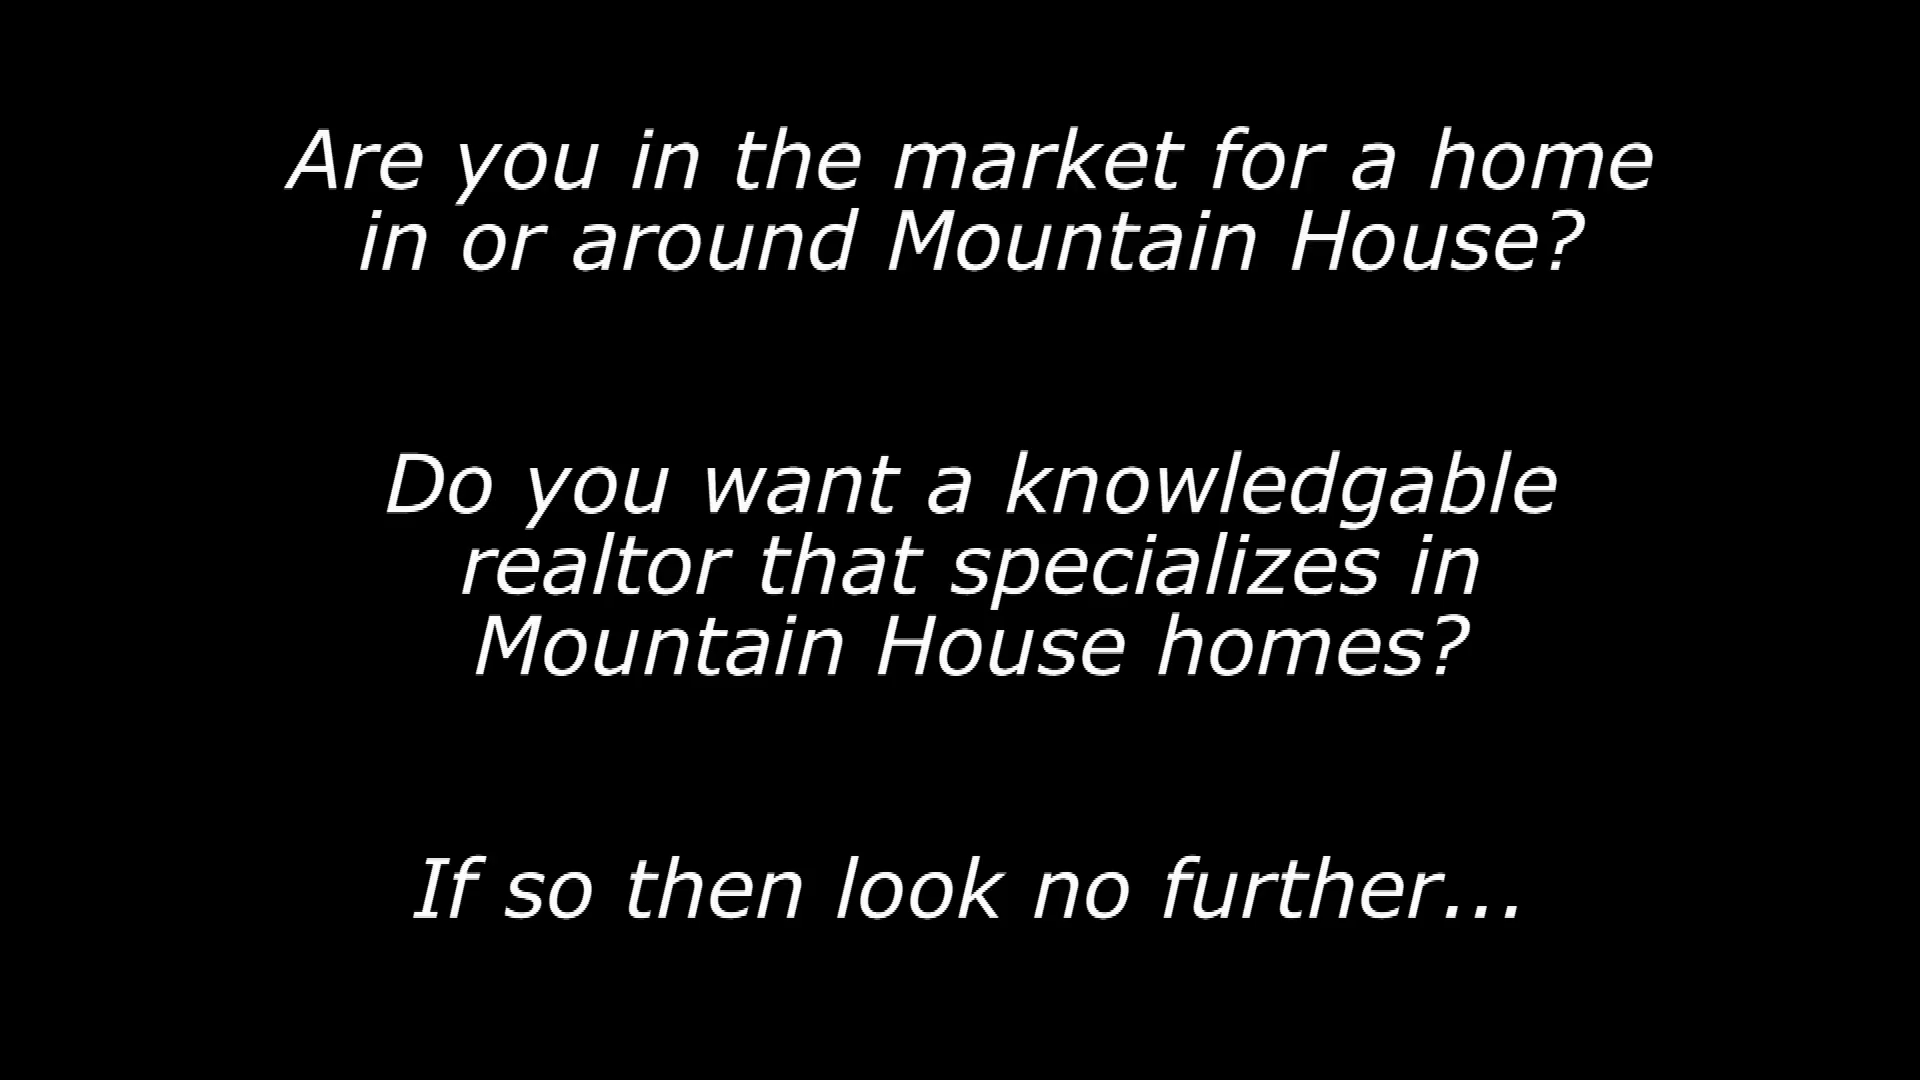 Are you in the market for a home
in or around Mountain House?
Do you want a knowledgable
realtor that specializes in
Mountain House homes?
If so then look no further...